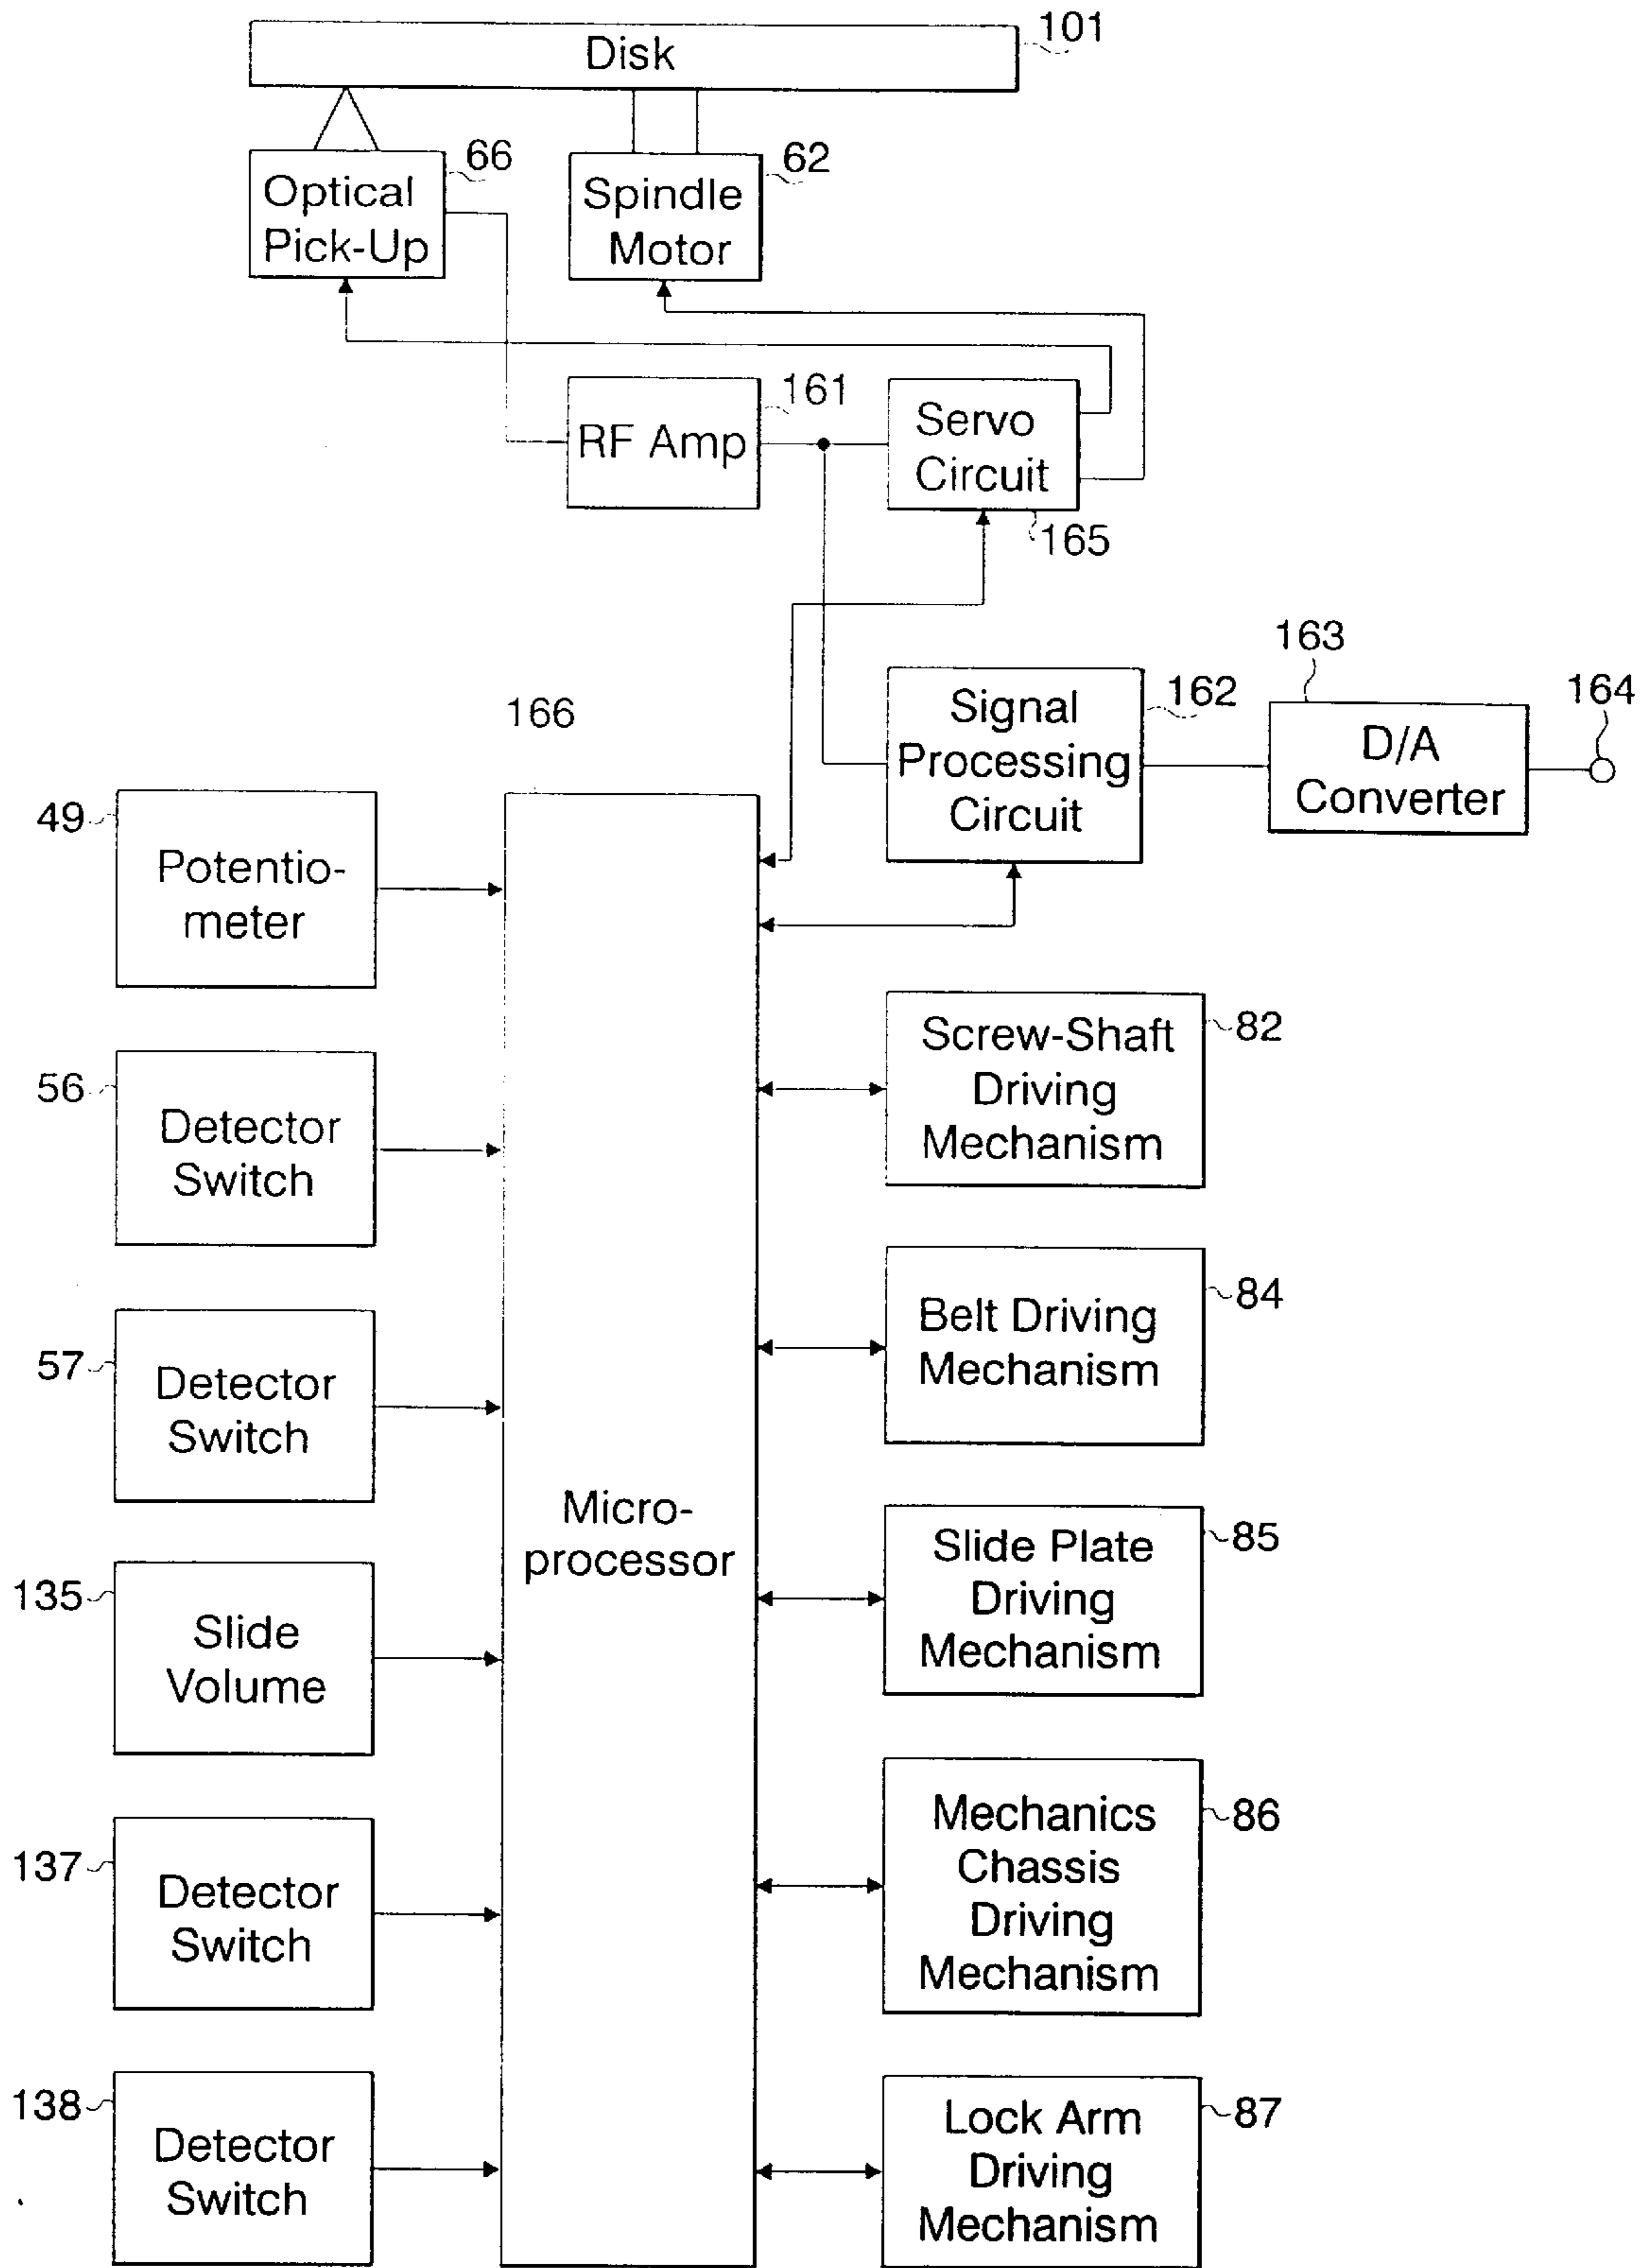 101
Disk
66
62
Optical
Pick-Up
Spindle
Motor
161
RF Amp
Servo
Circuit
165
163
164
166
162
Signal
Processing
Circuit
D/A
Converter
49
Potentio-
meter
82
Screw-Shaft
Driving
Mechanism
56
Detector
Switch
84
Belt Driving
Mechanism
57
Detector
Switch
Micro-
processor
85
Slide Plate
Driving
Mechanism
135
Slide
Volume
86
Mechanics
Chassis
Driving
Mechanism
137
Detector
Switch
138
Detector
Switch
87
Lock Arm
Driving
Mechanism